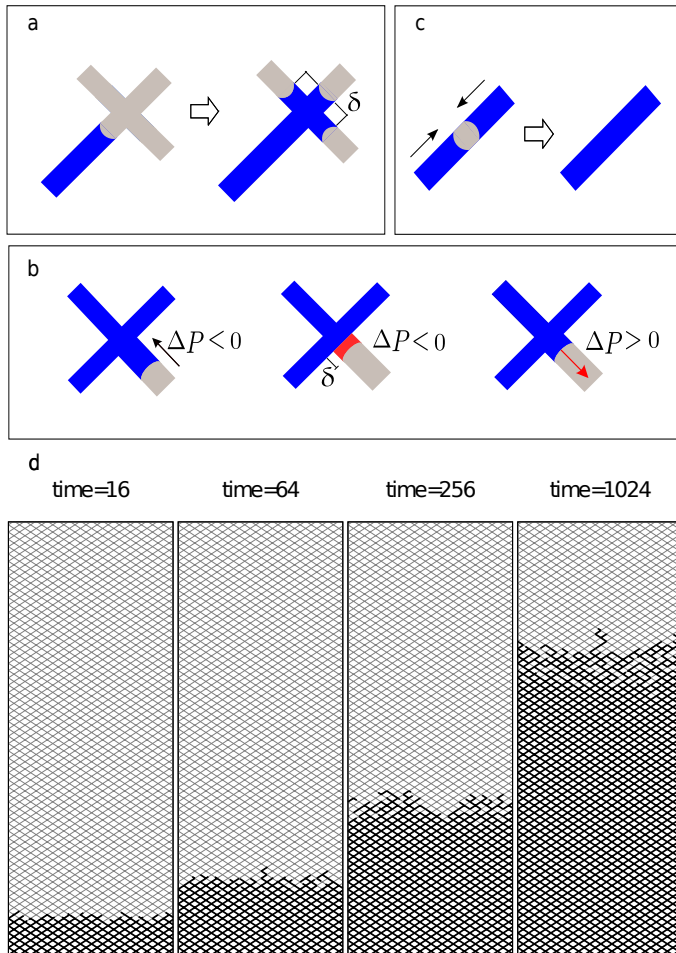 a
δ
c
b
ΔP<0
δ
ΔP<0
ΔP>0
d
time=16
time=64
time=256
time=1024